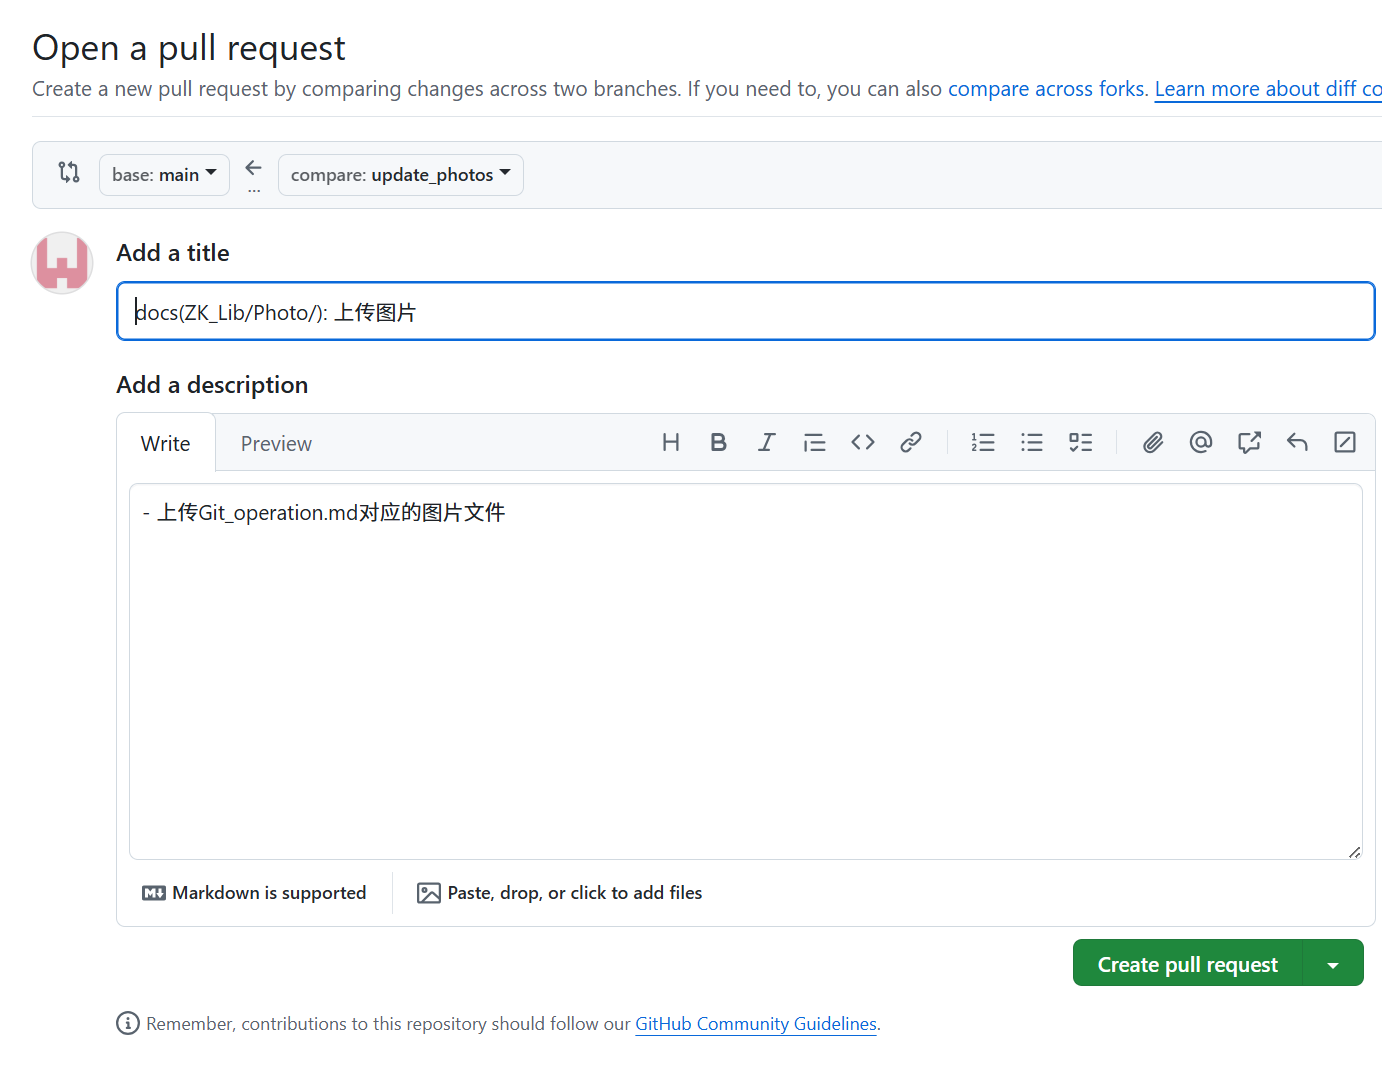 Open a pull request
Create a new pull request by comparing changes across two branches. If you need to, you can also compare across forks. Learn more about diff co
base: main
...
compare: update_photos
Add a title
docs(ZK_Lib/Photo/): 上传图片
Add a description
Write
Preview
- 上传Git_operation.md对应的图片文件
Markdown is supported
Paste, drop, or click to add files
Create pull request
Remember, contributions to this repository should follow our GitHub Community Guidelines.